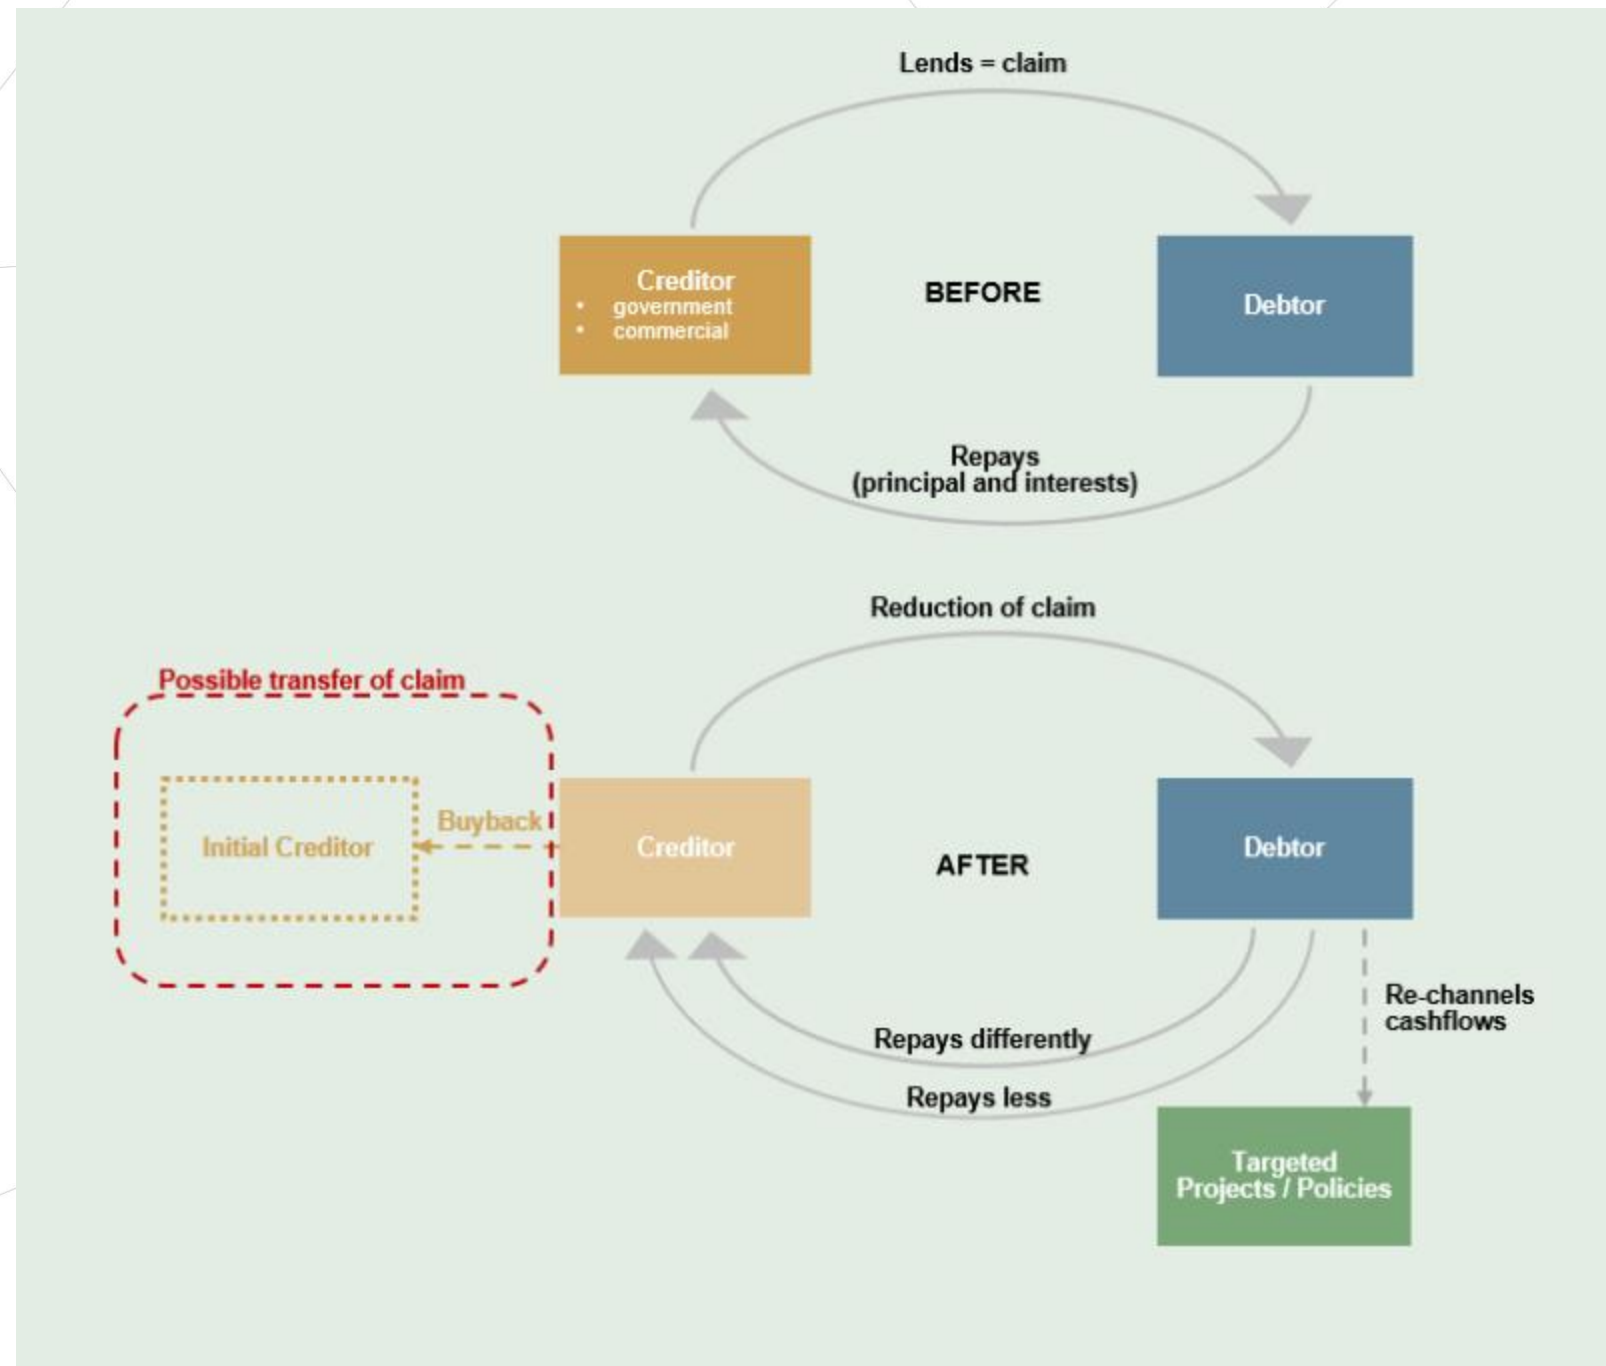 Lends = claim
Creditor
• government
• commercial
BEFORE
Debtor
Repays
(principal and interests)
Reduction of claim
Possible transfer of claim
Initial Creditor
Buyback
Creditor
AFTER
Debtor
Repays differently
Repays less
Re-channels
cashflows
Targeted
Projects / Policies